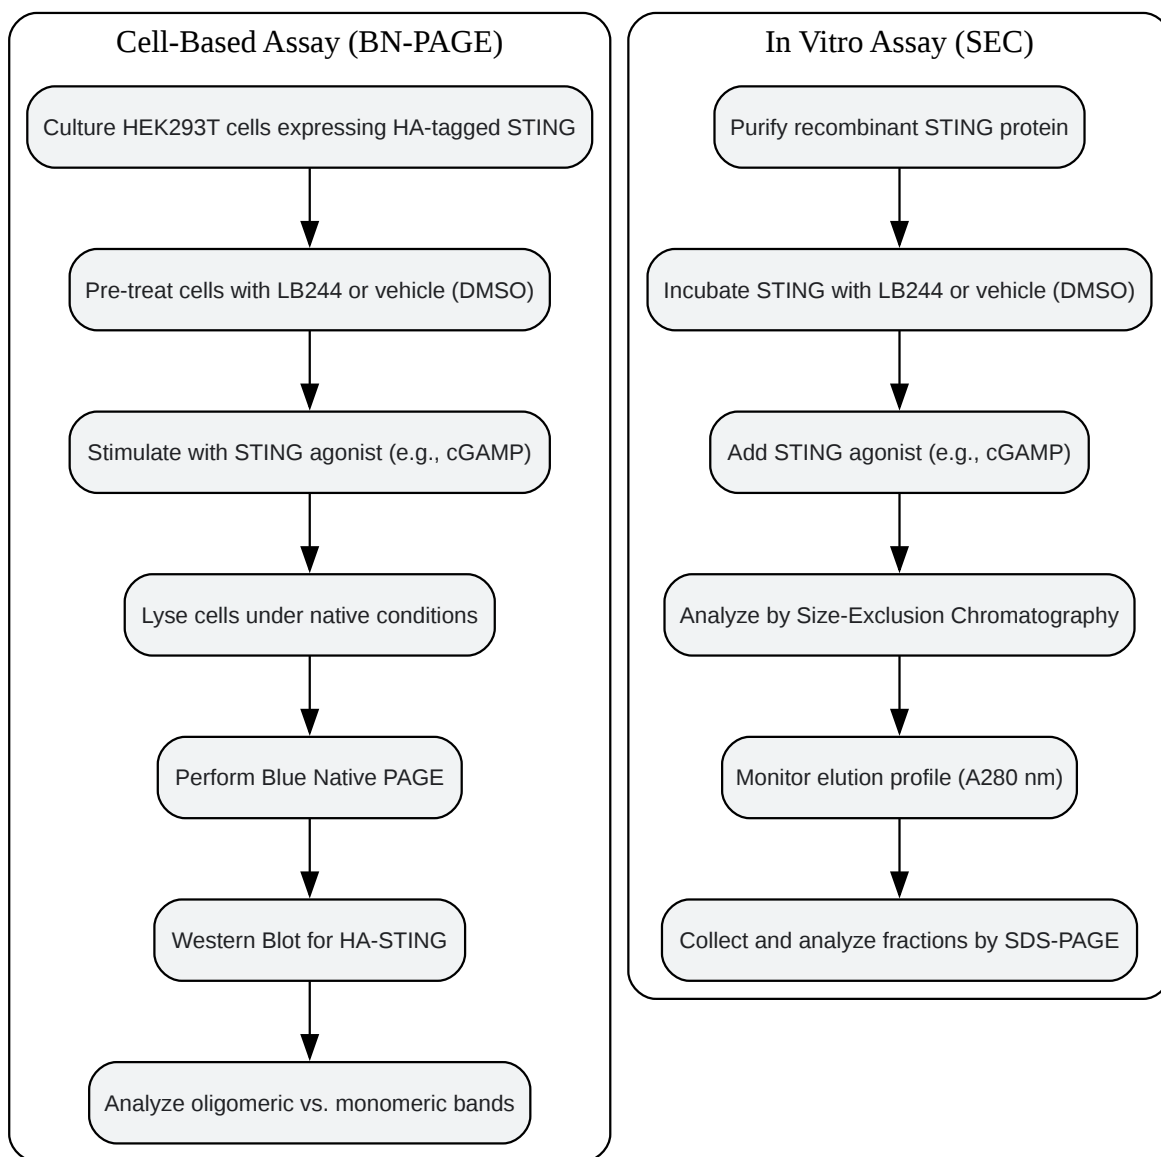 Cell-Based Assay (BN-PAGE)
Culture HEK293T cells expressing HA-tagged STING
Pre-treat cells with LB244 or vehicle (DMSO)
Stimulate with STING agonist (e.g., cGAMP)
Lyse cells under native conditions
Perform Blue Native PAGE
Western Blot for HA-STING
Analyze oligomeric vs. monomeric bands
In Vitro Assay (SEC)
Purify recombinant STING protein
Incubate STING with LB244 or vehicle (DMSO)
Add STING agonist (e.g., cGAMP)
Analyze by Size-Exclusion Chromatography
Monitor elution profile (A280 nm)
Collect and analyze fractions by SDS-PAGE